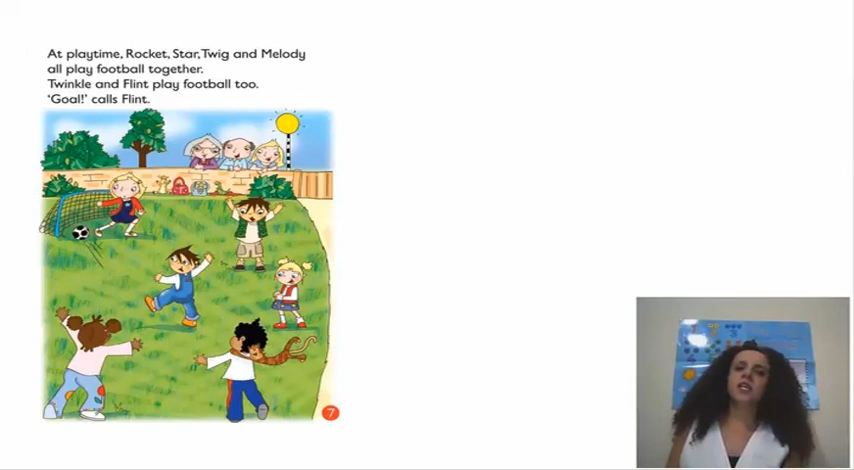 At playtime, Rocket, Star, Twig and Melody
all play football together.
Twinkle and Flint play football too.
'Goal!' calls Flint.
7